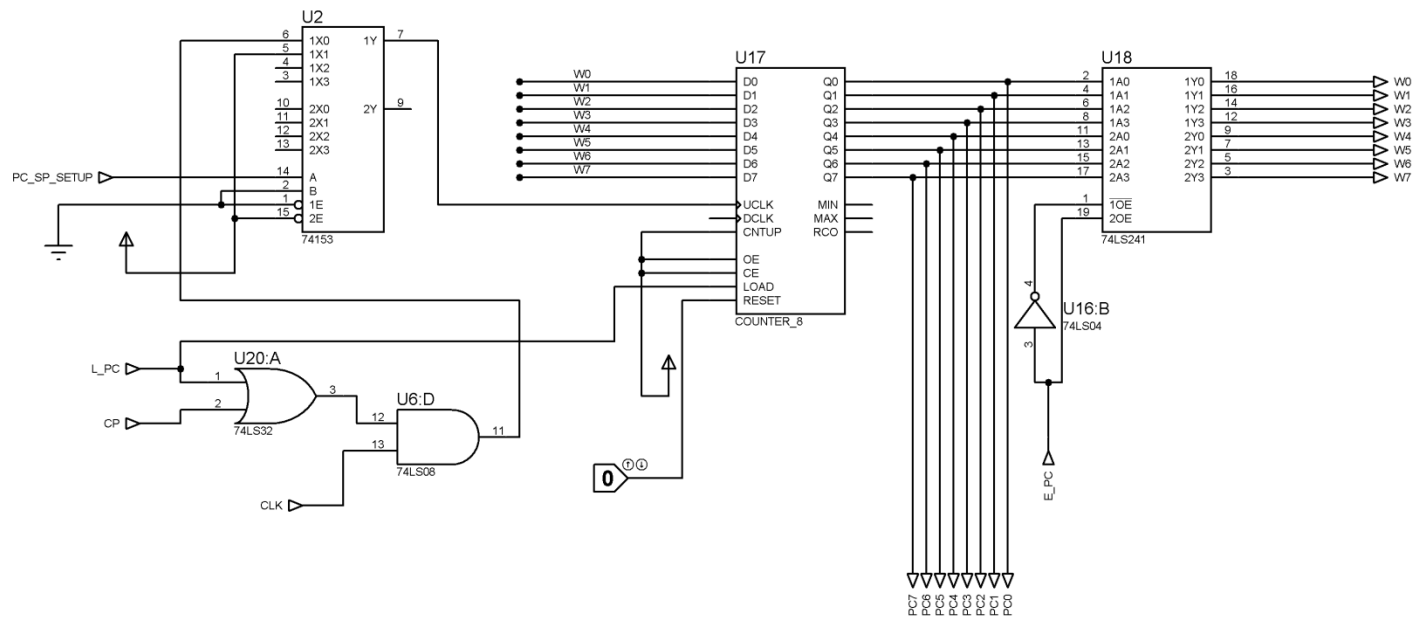 U2
6 1X0 1Y 7
5 1X1
4 1X2
3 1X3
10 2X0 2Y 9
11 2X1
12 2X2
13 2X3
PC_SP_SETUP 14 A
2 B
1 1E
15 2E
74153
U17
W0 D0 Q0
W1 D1 Q1
W2 D2 Q2
W3 D3 Q3
W4 D4 Q4
W5 D5 Q5
W6 D6 Q6
W7 D7 Q7
UCLK MIN
DCLK MAX
CNTUP RCO
OE
CE
LOAD
RESET
COUNTER_8
U18
2 1A0 1Y0 18 W0
4 1A1 1Y1 16 W1
6 1A2 1Y2 14 W2
8 1A3 1Y3 12 W3
11 2A0 2Y0 9 W4
13 2A1 2Y1 7 W5
15 2A2 2Y2 5 W6
17 2A3 2Y3 3 W7
1 1OE
19 2OE
74LS241
4 U16:B
74LS04
3
U20:A
L_PC 1
3
CP 2
74LS32
U6:D
12
11
13
74LS08
CLK
0
E_PC
PC7 PC6 PC5 PC4 PC3 PC2 PC1 PC0